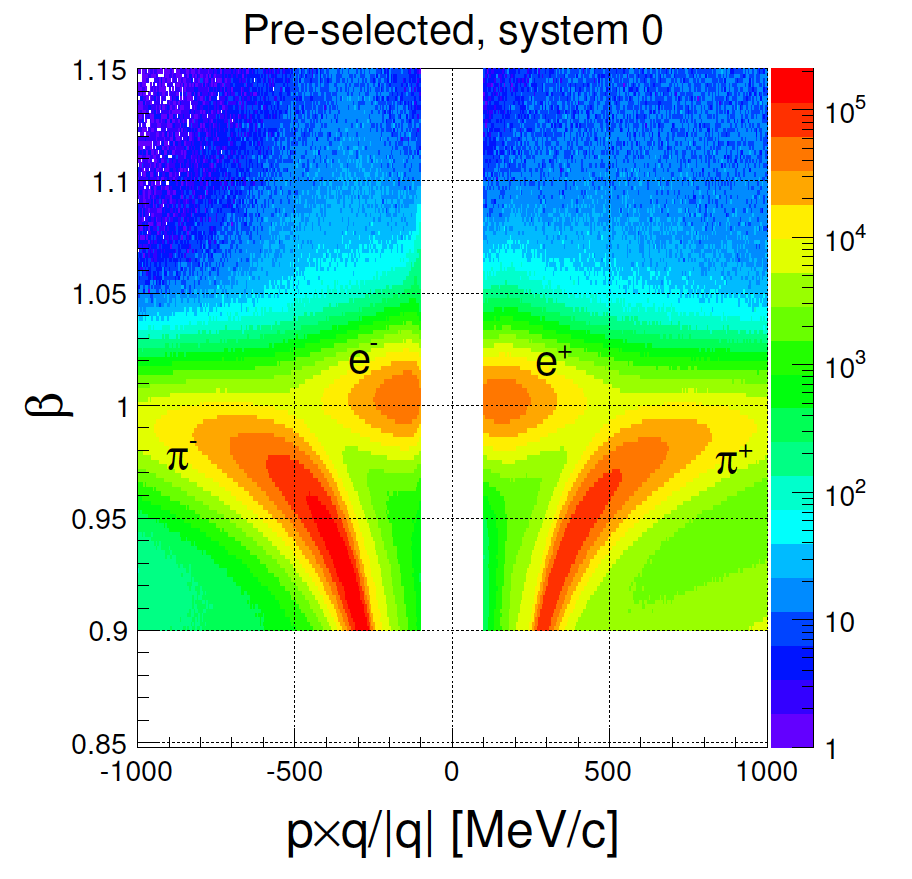 Pre-selected, system 0
1.15
1.1
1.05
1
0.95
0.9
0.85
β
e⁻
e⁺
π⁻
π⁺
10⁵
10⁴
10³
10²
10
1
-1000
-500
0
500
1000
p×q/|q| [MeV/c]